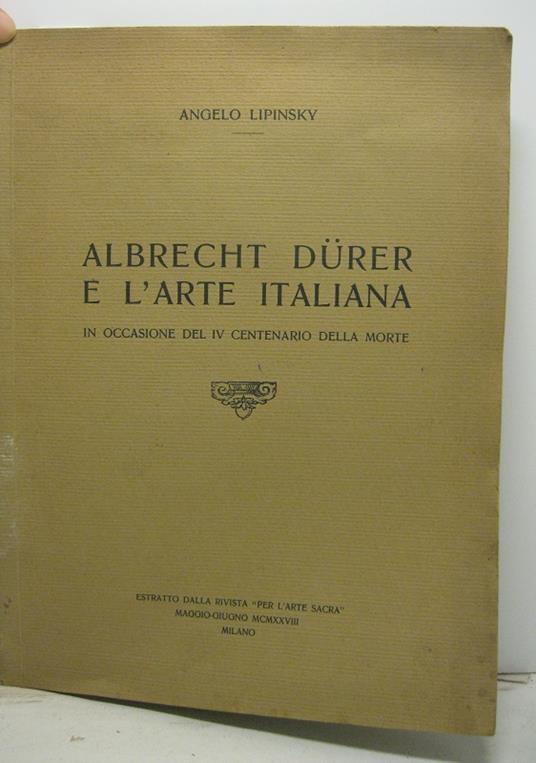 ANGELO LIPINSKY
ALBRECHT DÜRER
E L'ARTE ITALIANA
IN OCCASIONE DEL IV CENTENARIO DELLA MORTE
ESTRATTO DALLA RIVISTA "PER L'ARTE SACRA"
MAGGIO-GIUGNO MCMXXVIII
MILANO